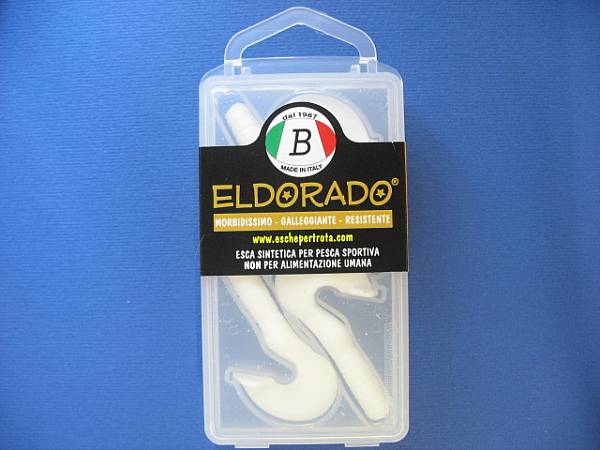 dal 1987
B
MADE IN ITALY
ELDORADO®
MORBIDISSIMO - GALLEGGIANTE - RESISTENTE
www.eschepertrota.com
ESCA SINTETICA PER PESCA SPORTIVA
NON PER ALIMENTAZIONE UMANA